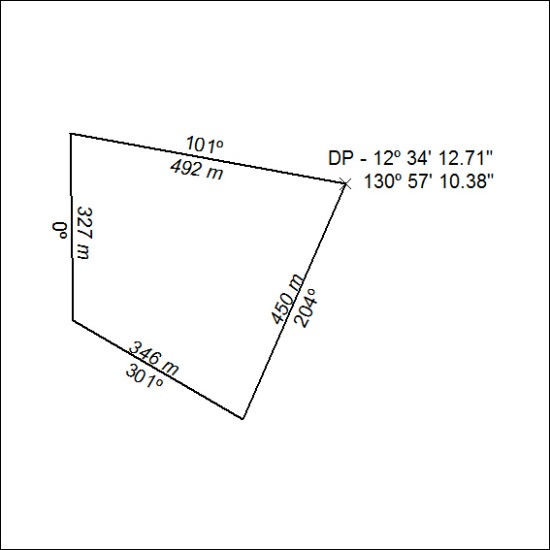 101º
492 m
DP - 12º 34' 12.71"
130º 57' 10.38"
0º
327 m
450 m
204º
346 m
301º